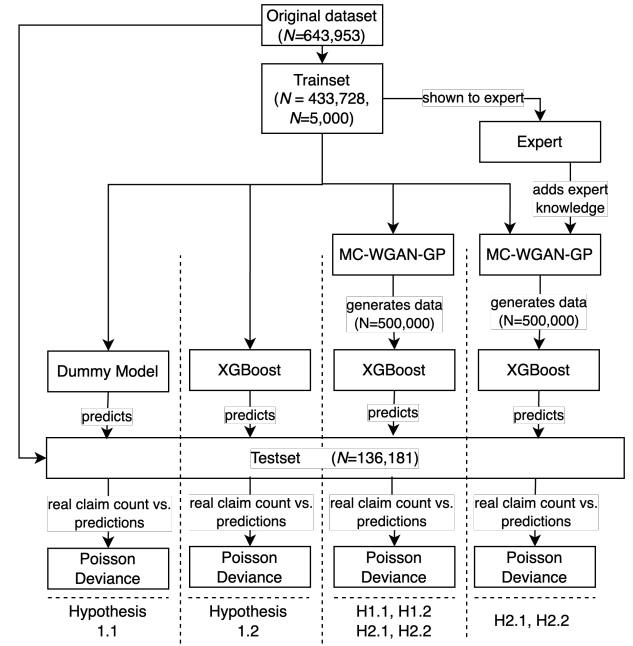 Original dataset
(N=643,953)
Trainset
(N = 433,728,
N=5,000)
shown to expert
Expert
adds expert
knowledge
MC-WGAN-GP
MC-WGAN-GP
generates data
(N=500,000)
generates data
(N=500,000)
Dummy Model
XGBoost
XGBoost
XGBoost
predicts
predicts
predicts
predicts
Testset (N=136,181)
real claim count vs.
predictions
real claim count vs.
predictions
real claim count vs.
predictions
real claim count vs.
predictions
Poisson
Deviance
Poisson
Deviance
Poisson
Deviance
Poisson
Deviance
Hypothesis
1.1
Hypothesis
1.2
H1.1, H1.2
H2.1, H2.2
H2.1, H2.2